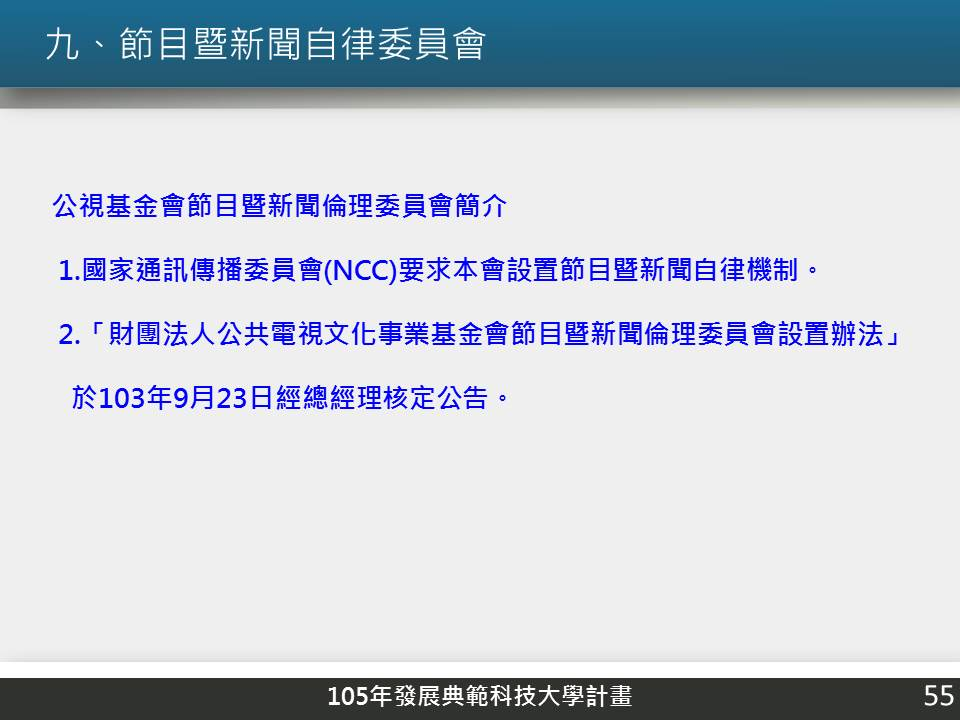 九、節目暨新聞自律委員會
公視基金會節目暨新聞倫理委員會簡介
1.國家通訊傳播委員會(NCC)要求本會設置節目暨新聞自律機制。
2.「財團法人公共電視文化事業基金會節目暨新聞倫理委員會設置辦法」
於103年9月23日經總經理核定公告。
105年發展典範科技大學計畫
55